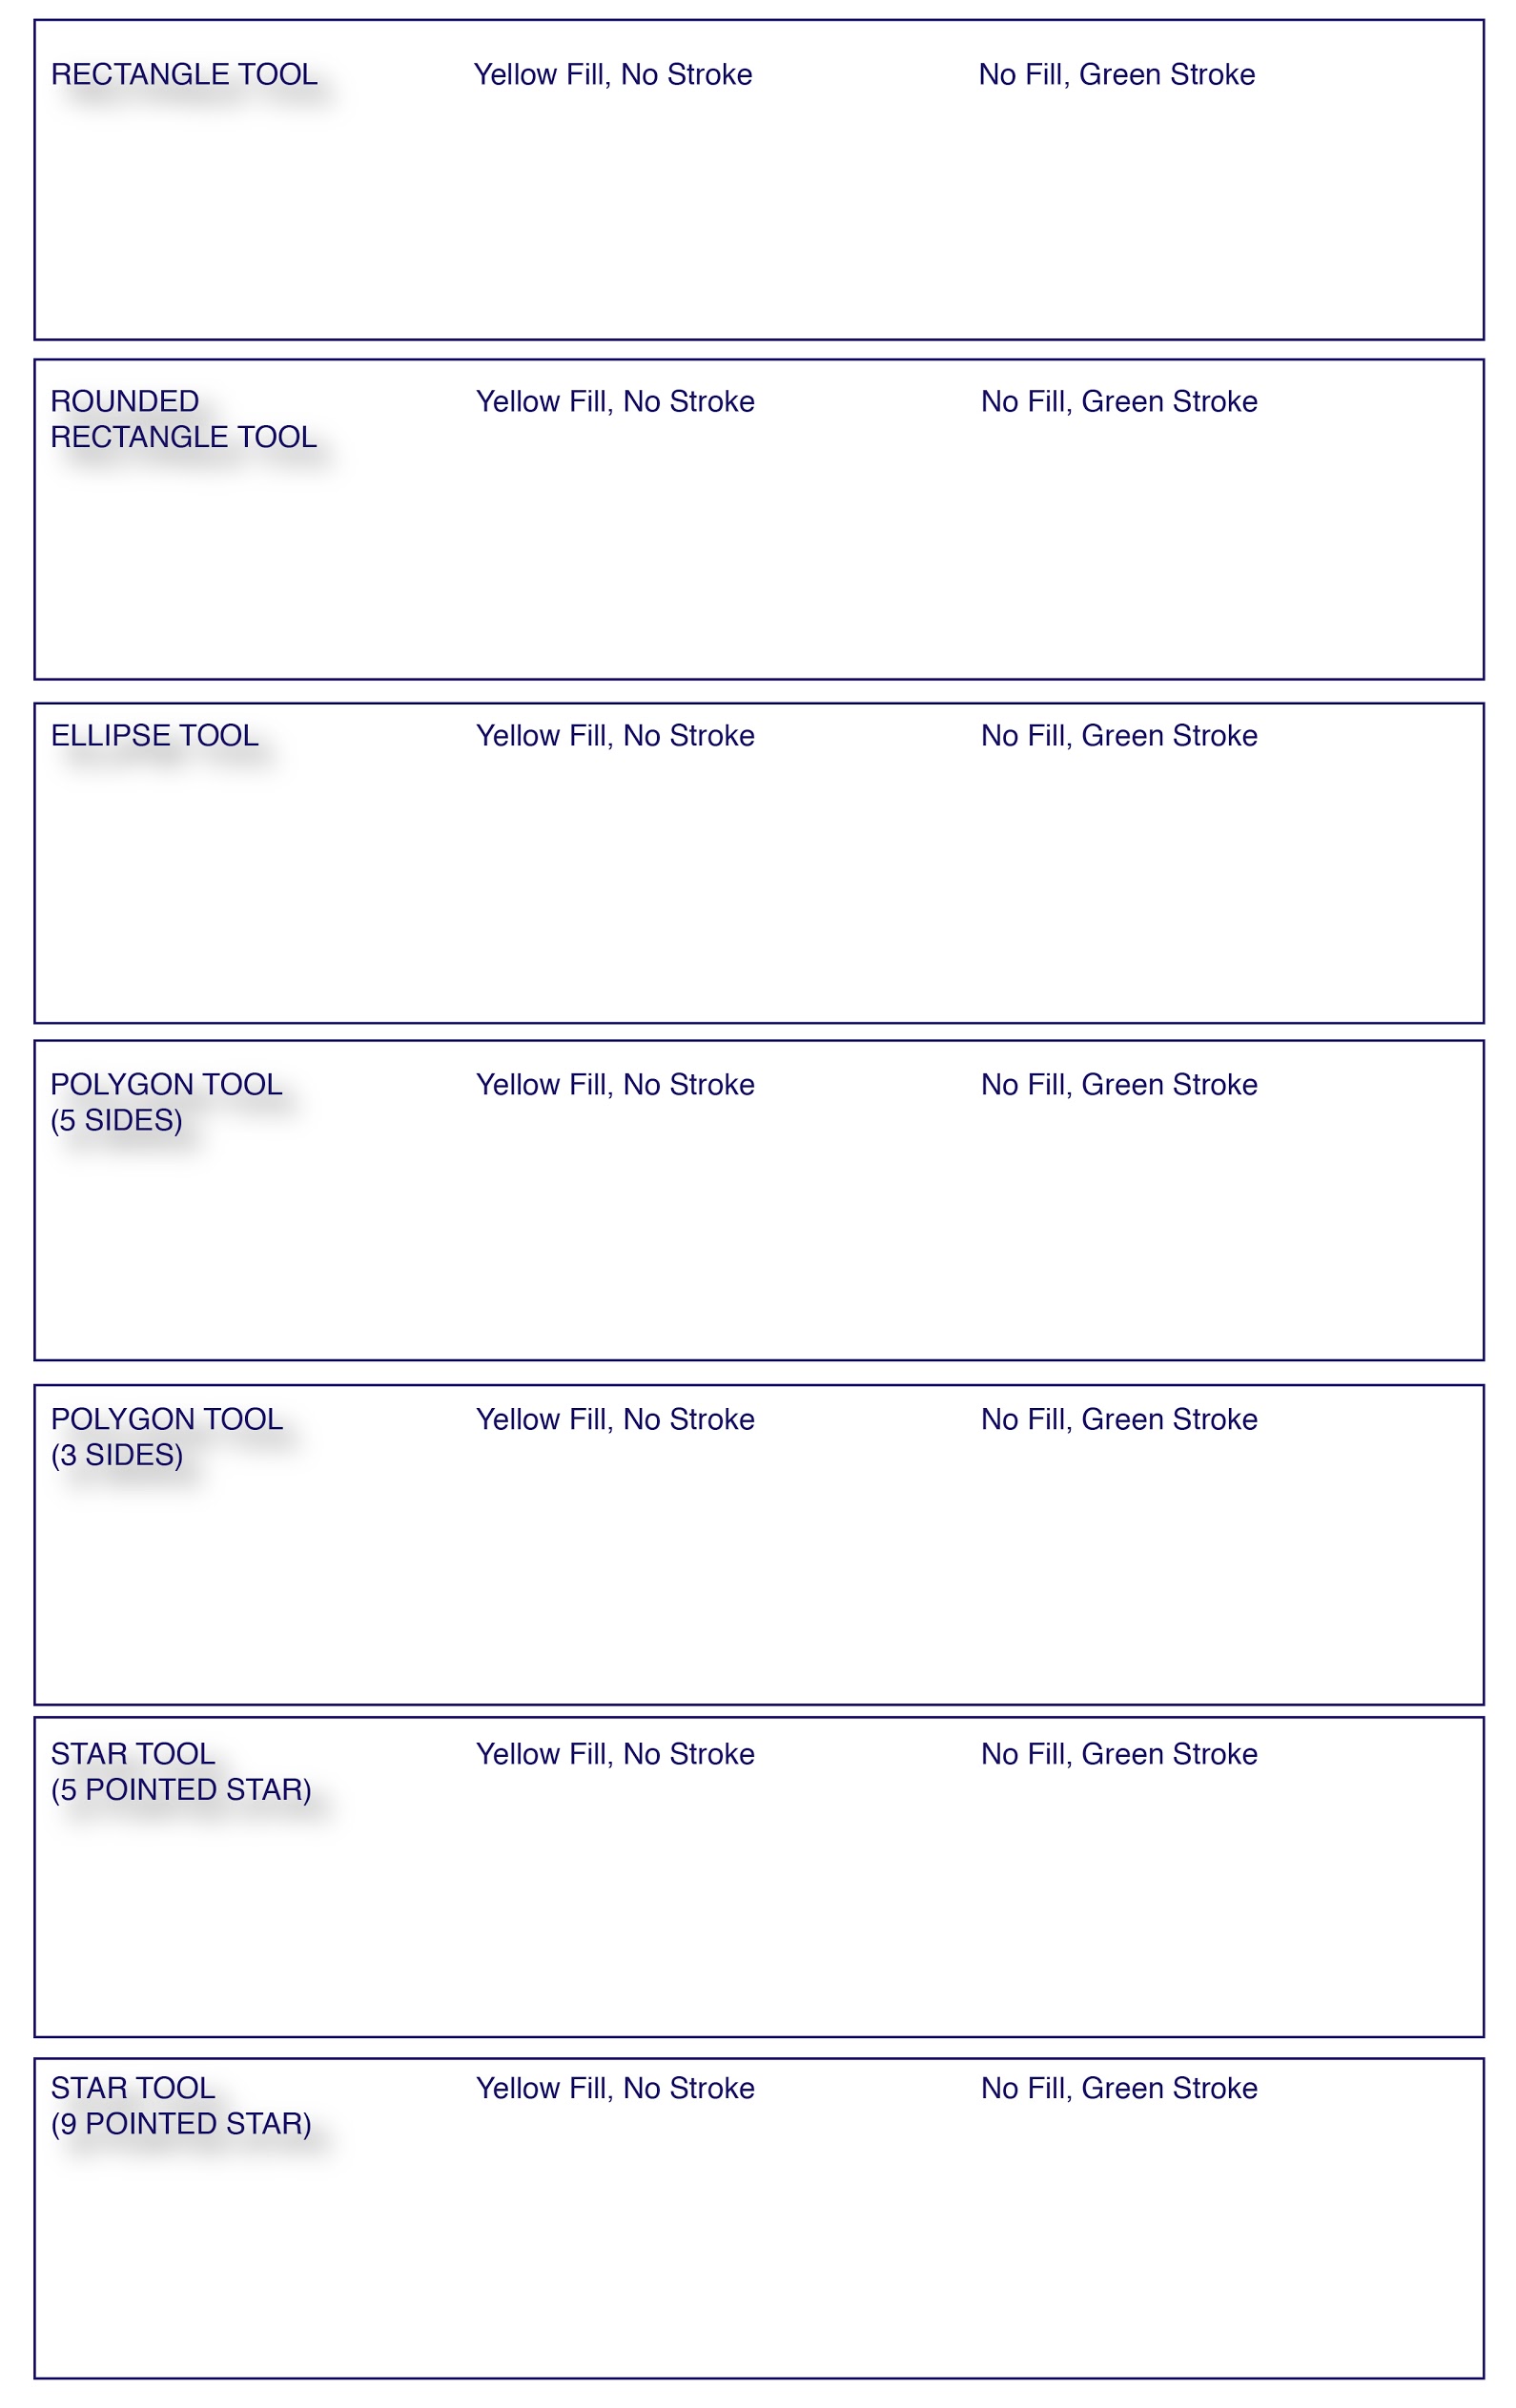 RECTANGLE TOOL Yellow Fill, No Stroke No Fill, Green Stroke
ROUNDED Yellow Fill, No Stroke No Fill, Green Stroke
RECTANGLE TOOL
ELLIPSE TOOL Yellow Fill, No Stroke No Fill, Green Stroke
POLYGON TOOL Yellow Fill, No Stroke No Fill, Green Stroke
(5 SIDES)
POLYGON TOOL Yellow Fill, No Stroke No Fill, Green Stroke
(3 SIDES)
STAR TOOL Yellow Fill, No Stroke No Fill, Green Stroke
(5 POINTED STAR)
STAR TOOL Yellow Fill, No Stroke No Fill, Green Stroke
(9 POINTED STAR)